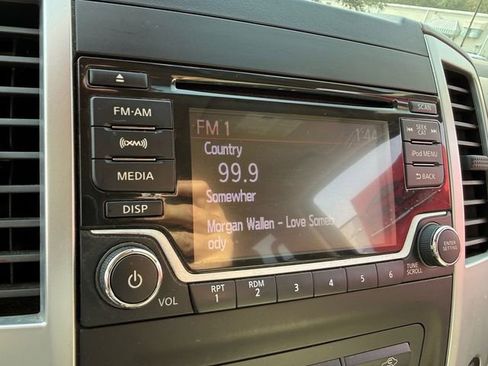 FM·AM
XM
MEDIA
DISP
VOL
FM 1
1:44
Country
99.9
Somewher
Morgan Wallen - Love Someb
ody
SCAN
SEEK
CAT
iPod MENU
BACK
ENTER
SETTING
TUNE
SCROLL
RPT
1
RDM
2
3
4
5
6